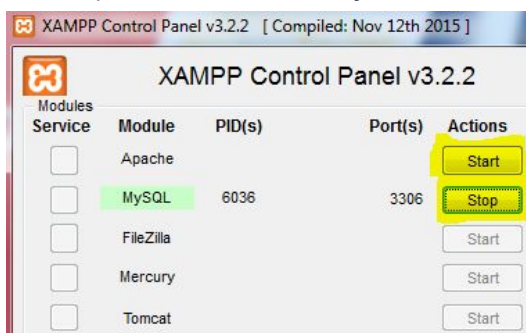 XAMPP Control Panel v3.2.2 [ Compiled: Nov 12th 2015 ]
XAMPP Control Panel v3.2.2
Modules
Service Module PID(s) Port(s) Actions
Apache Start
MySQL 6036 3306 Stop
FileZilla Start
Mercury Start
Tomcat Start